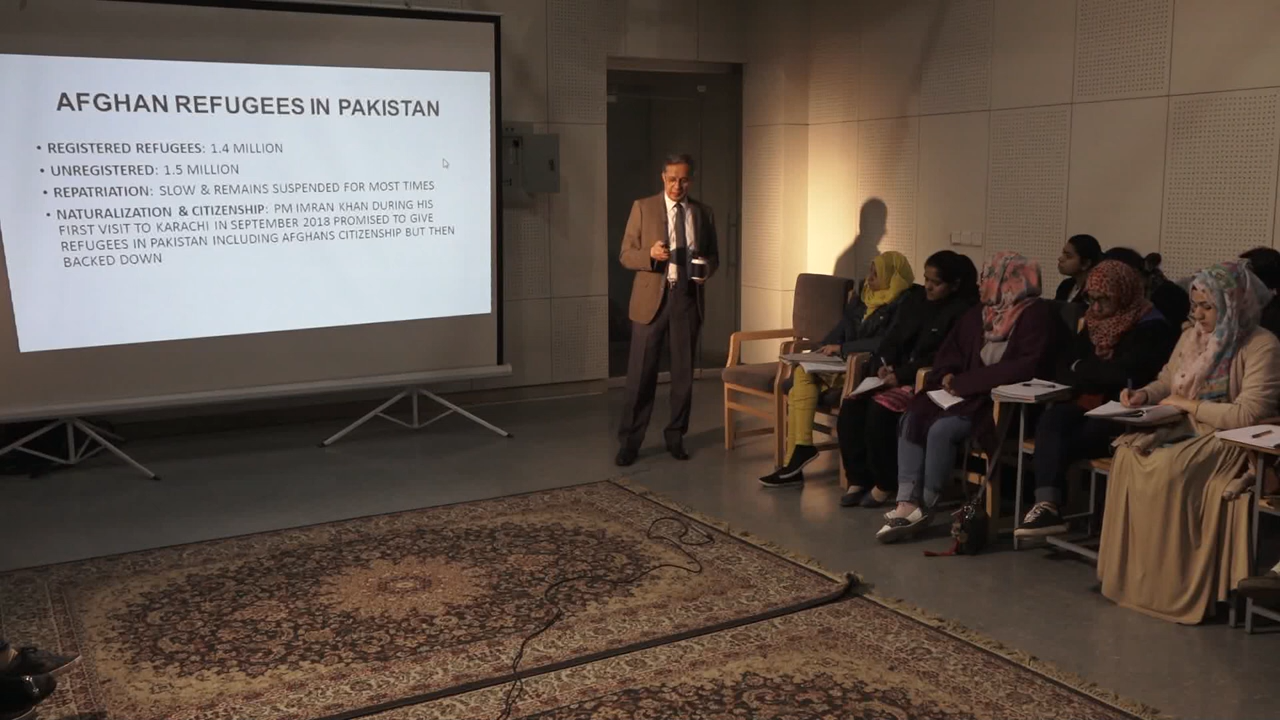 AFGHAN REFUGEES IN PAKISTAN
• REGISTERED REFUGEES: 1.4 MILLION
• UNREGISTERED: 1.5 MILLION
• REPATRIATION: SLOW & REMAINS SUSPENDED FOR MOST TIMES
• NATURALIZATION & CITIZENSHIP: PM IMRAN KHAN DURING HIS
FIRST VISIT TO KARACHI IN SEPTEMBER 2018 PROMISED TO GIVE
REFUGEES IN PAKISTAN INCLUDING AFGHANS CITIZENSHIP BUT THEN
BACKED DOWN